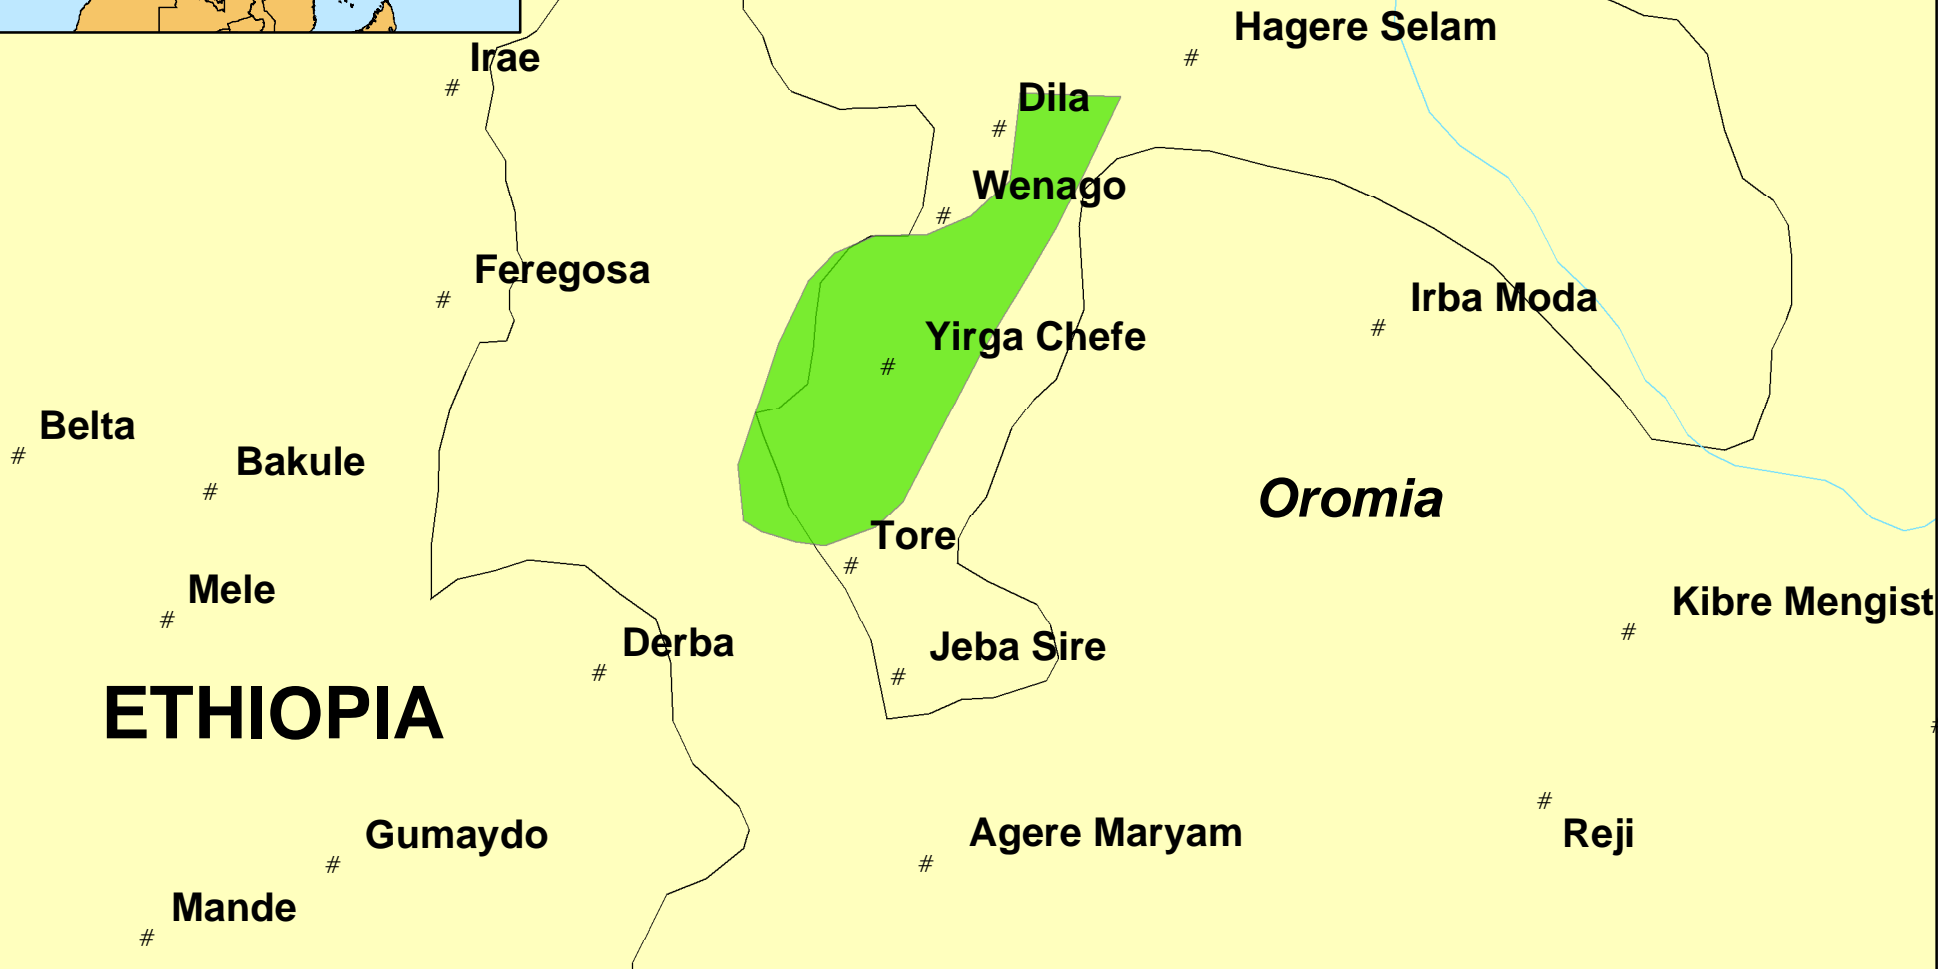 Hagere Selam
Irae
Dila
Wenago
Feregosa
Irba Moda
Yirga Chefe
Belta
Bakule
Oromia
Tore
Mele
Kibre Mengist
Derba
Jeba Sire
ETHIOPIA
Gumaydo
Agere Maryam
Reji
Mande